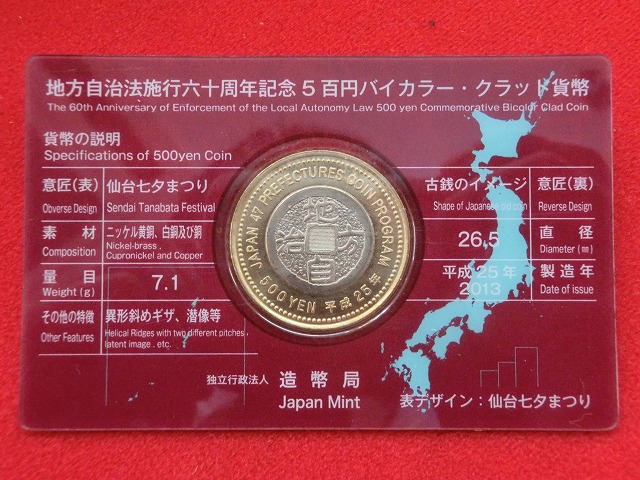 地方自治法施行六十周年記念５百円バイカラー・クラッド貨幣
The 60th Anniversary of Enforcement of the Local Autonomy Law 500 yen Commemorative Bicolor Clad Coin
貨幣の説明
Specifications of 500yen Coin
意匠(表) 仙台七夕まつり
Obverse Design Sendai Tanabata Festival
素材 ニッケル黄銅、白銅及び銅
Composition Nickel-brass, Cupronickel and Copper
量目 7.1
Weight(g)
その他の特徴 異形斜めギザ、潜像等
Other Features Helical Ridges with two different pitches, latent image, etc.
古銭のイメージ 意匠(裏)
Shape of Japanese old coin Reverse Design
26.5 直径
Diameter(㎜)
平成25年 製造年
2013 Date of issue
JAPAN 47 PREFECTURES COIN PROGRAM
地方自治
500YEN 平成25年
独立行政法人 造幣局
Japan Mint
表デザイン：仙台七夕まつり